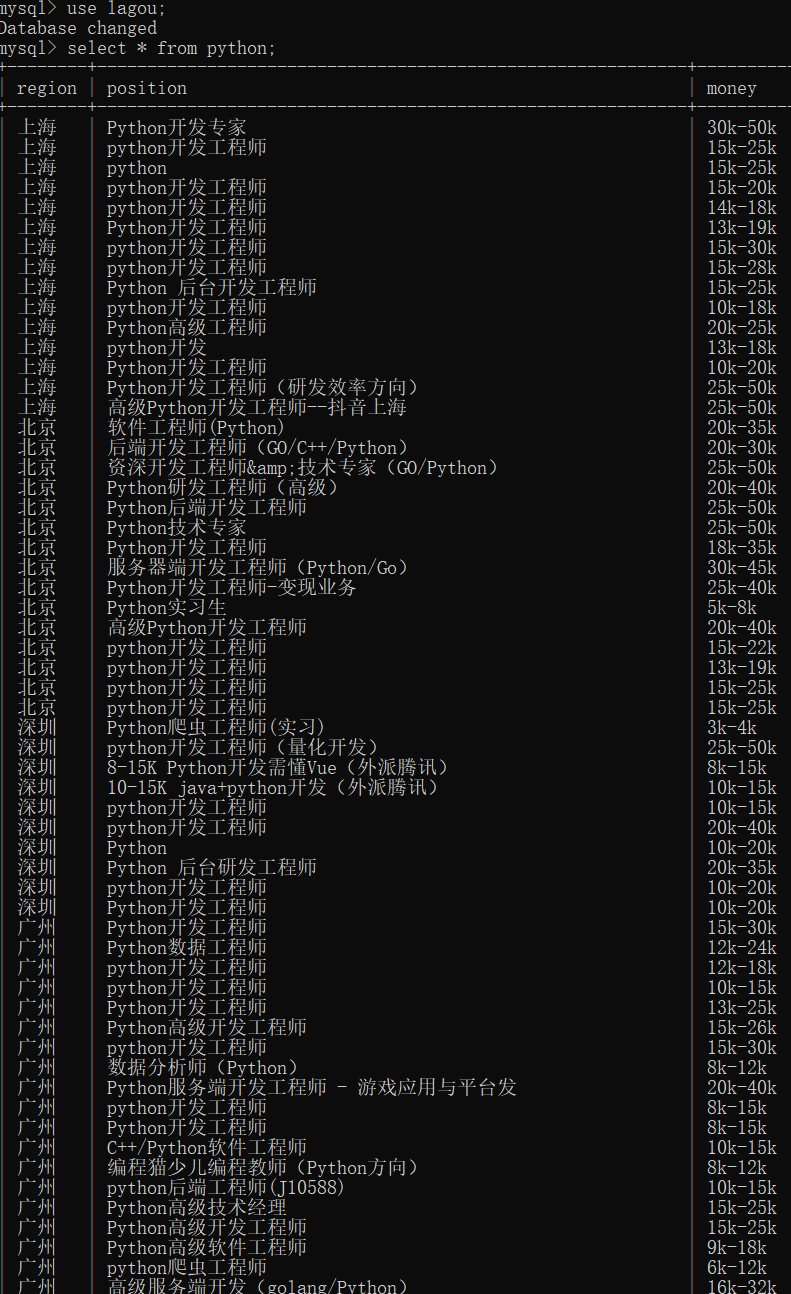 mysql> use lagou;
Database changed
mysql> select * from python;
region | position | money
上海 | Python开发专家 | 30k-50k
上海 | python开发工程师 | 15k-25k
上海 | python | 15k-25k
上海 | python开发工程师 | 15k-20k
上海 | python开发工程师 | 14k-18k
上海 | Python开发工程师 | 13k-19k
上海 | python开发工程师 | 15k-30k
上海 | python开发工程师 | 15k-28k
上海 | Python 后台开发工程师 | 15k-25k
上海 | python开发工程师 | 10k-18k
上海 | Python高级工程师 | 20k-25k
上海 | python开发 | 13k-18k
上海 | Python开发工程师 | 10k-20k
上海 | Python开发工程师（研发效率方向） | 25k-50k
上海 | 高级Python开发工程师--抖音上海 | 25k-50k
北京 | 软件工程师(Python) | 20k-35k
北京 | 后端开发工程师（GO/C++/Python） | 20k-30k
北京 | 资深开发工程师&amp;技术专家（GO/Python） | 25k-50k
北京 | Python研发工程师（高级） | 20k-40k
北京 | Python后端开发工程师 | 25k-50k
北京 | Python技术专家 | 25k-50k
北京 | Python开发工程师 | 18k-35k
北京 | 服务器端开发工程师（Python/Go） | 30k-45k
北京 | Python开发工程师-变现业务 | 25k-40k
北京 | Python实习生 | 5k-8k
北京 | 高级Python开发工程师 | 20k-40k
北京 | python开发工程师 | 15k-22k
北京 | python开发工程师 | 13k-19k
北京 | python开发工程师 | 15k-25k
北京 | python开发工程师 | 15k-25k
深圳 | Python爬虫工程师(实习) | 3k-4k
深圳 | python开发工程师（量化开发） | 25k-50k
深圳 | 8-15K Python开发需懂Vue（外派腾讯） | 8k-15k
深圳 | 10-15K java+python开发（外派腾讯） | 10k-15k
深圳 | python开发工程师 | 10k-15k
深圳 | python开发工程师 | 20k-40k
深圳 | Python | 10k-20k
深圳 | Python 后台研发工程师 | 20k-35k
深圳 | python开发工程师 | 10k-20k
深圳 | Python开发工程师 | 10k-20k
广州 | Python开发工程师 | 15k-30k
广州 | Python数据工程师 | 12k-24k
广州 | python开发工程师 | 12k-18k
广州 | python开发工程师 | 10k-15k
广州 | Python开发工程师 | 13k-25k
广州 | Python高级开发工程师 | 15k-26k
广州 | python开发工程师 | 15k-30k
广州 | 数据分析师（Python） | 8k-12k
广州 | Python服务端开发工程师 - 游戏应用与平台发 | 20k-40k
广州 | python开发工程师 | 8k-15k
广州 | Python开发工程师 | 8k-15k
广州 | C++/Python软件工程师 | 10k-15k
广州 | 编程猫少儿编程教师（Python方向） | 8k-12k
广州 | python后端工程师(J10588) | 10k-15k
广州 | Python高级技术经理 | 15k-25k
广州 | Python高级开发工程师 | 15k-25k
广州 | Python高级软件工程师 | 9k-18k
广州 | python爬虫工程师 | 6k-12k
广州 | 高级服务端开发（golang/Python） | 16k-32k